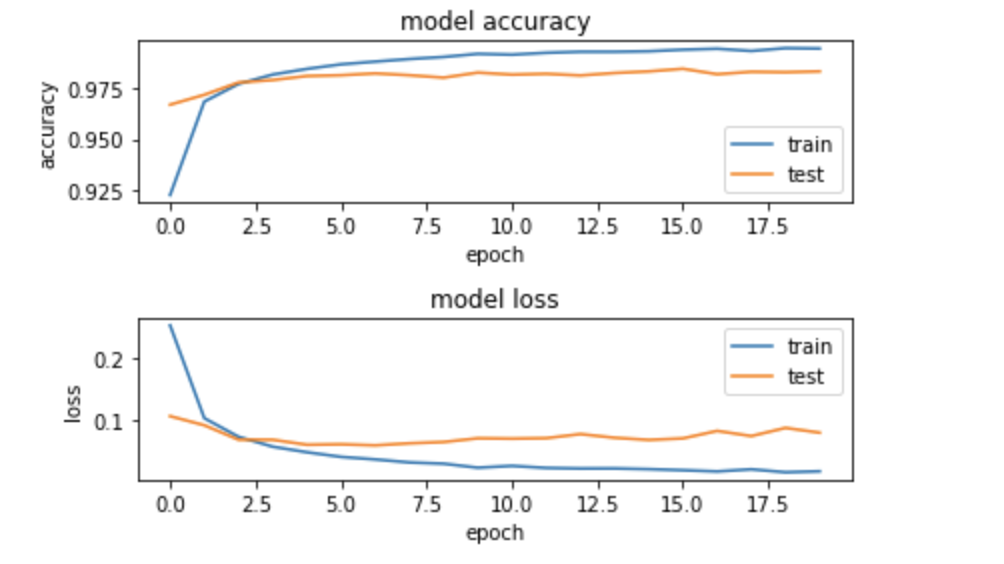 model accuracy
accuracy
0.975
0.950
0.925
train
test
0.0 2.5 5.0 7.5 10.0 12.5 15.0 17.5
epoch
model loss
loss
0.2
0.1
train
test
0.0 2.5 5.0 7.5 10.0 12.5 15.0 17.5
epoch